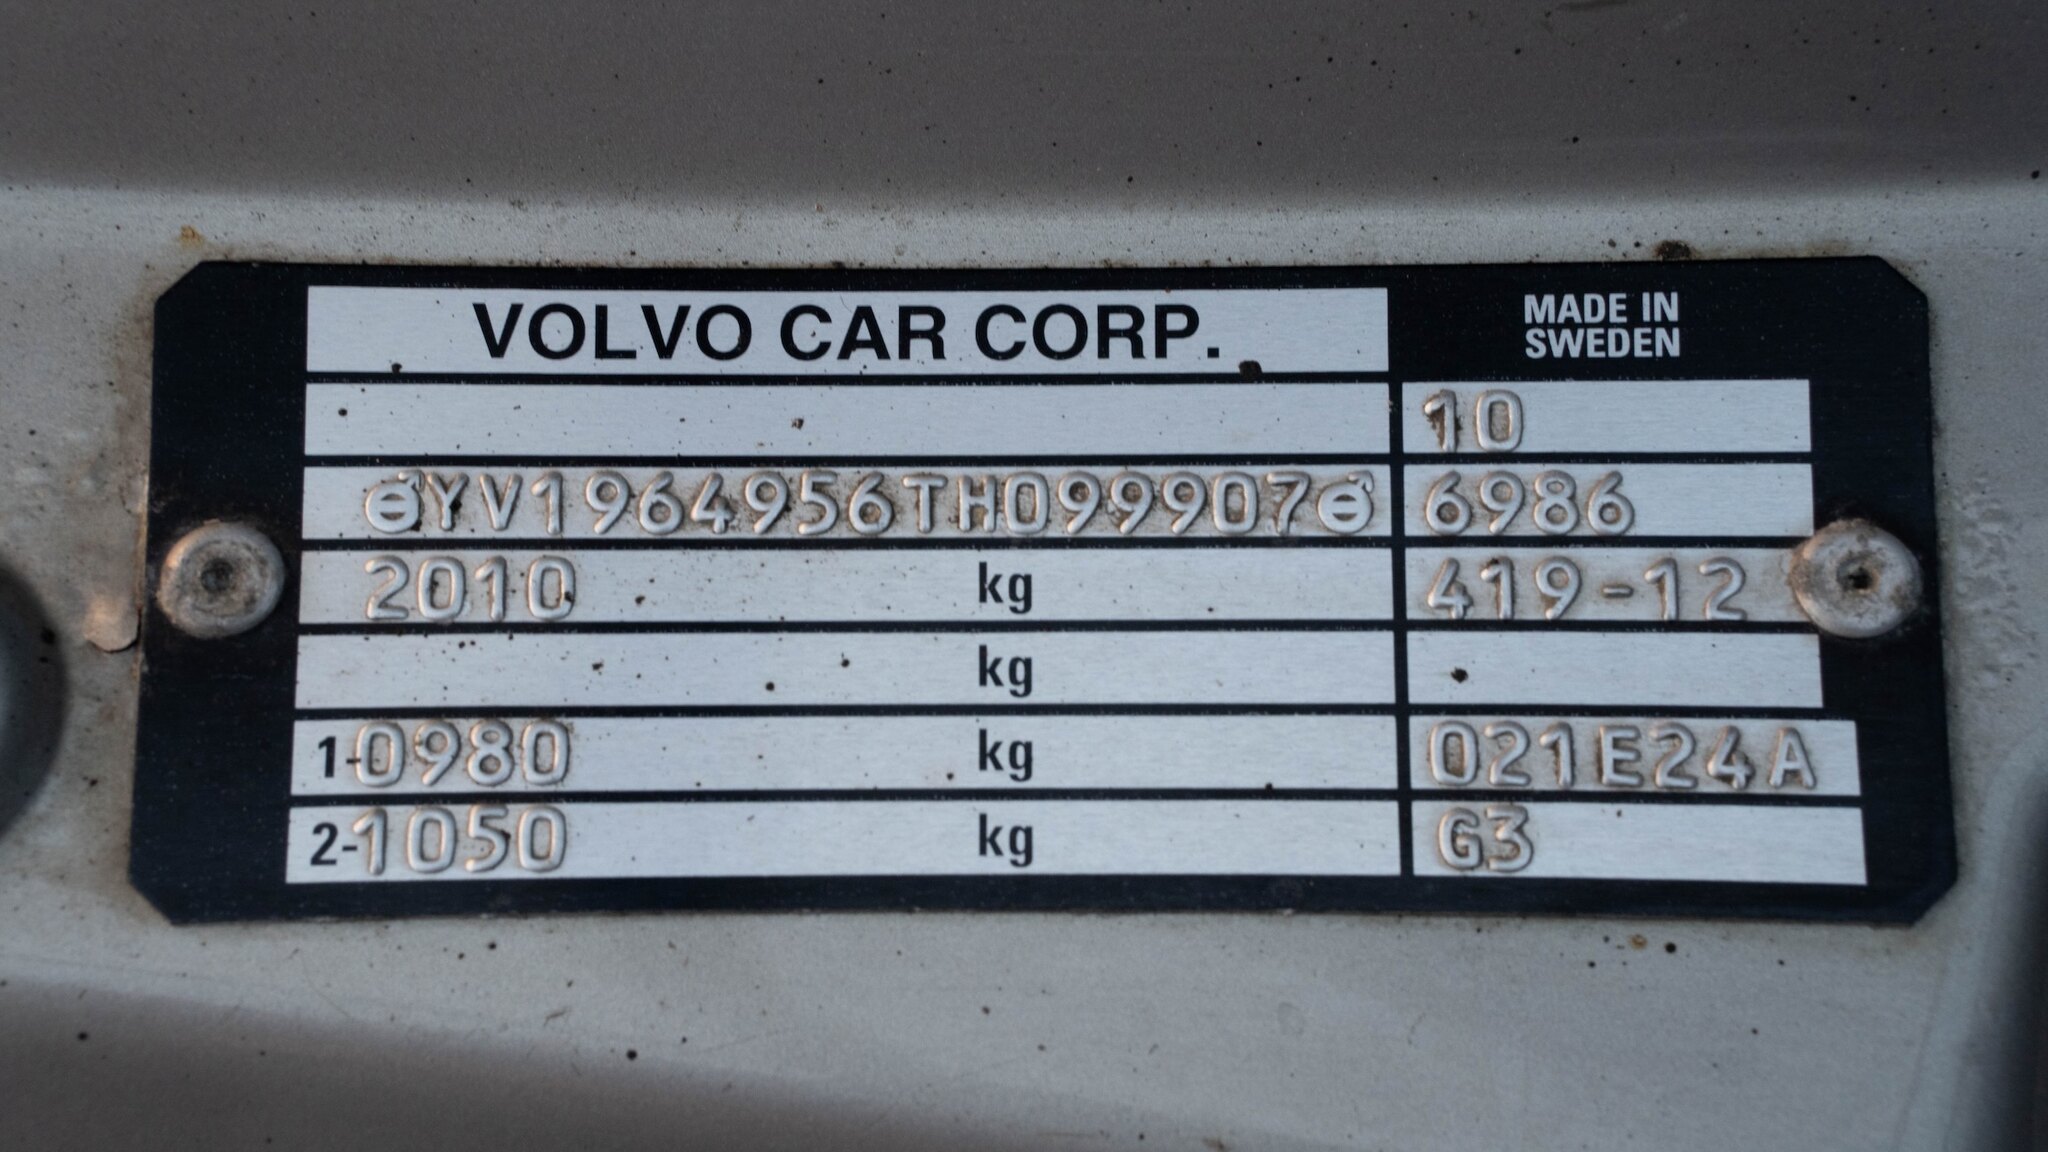 VOLVO CAR CORP.
MADE IN
SWEDEN
10
YV1964956TH099907
6986
2010 kg
419-12
kg
1-0980 kg
021E24A
2-1050 kg
G3